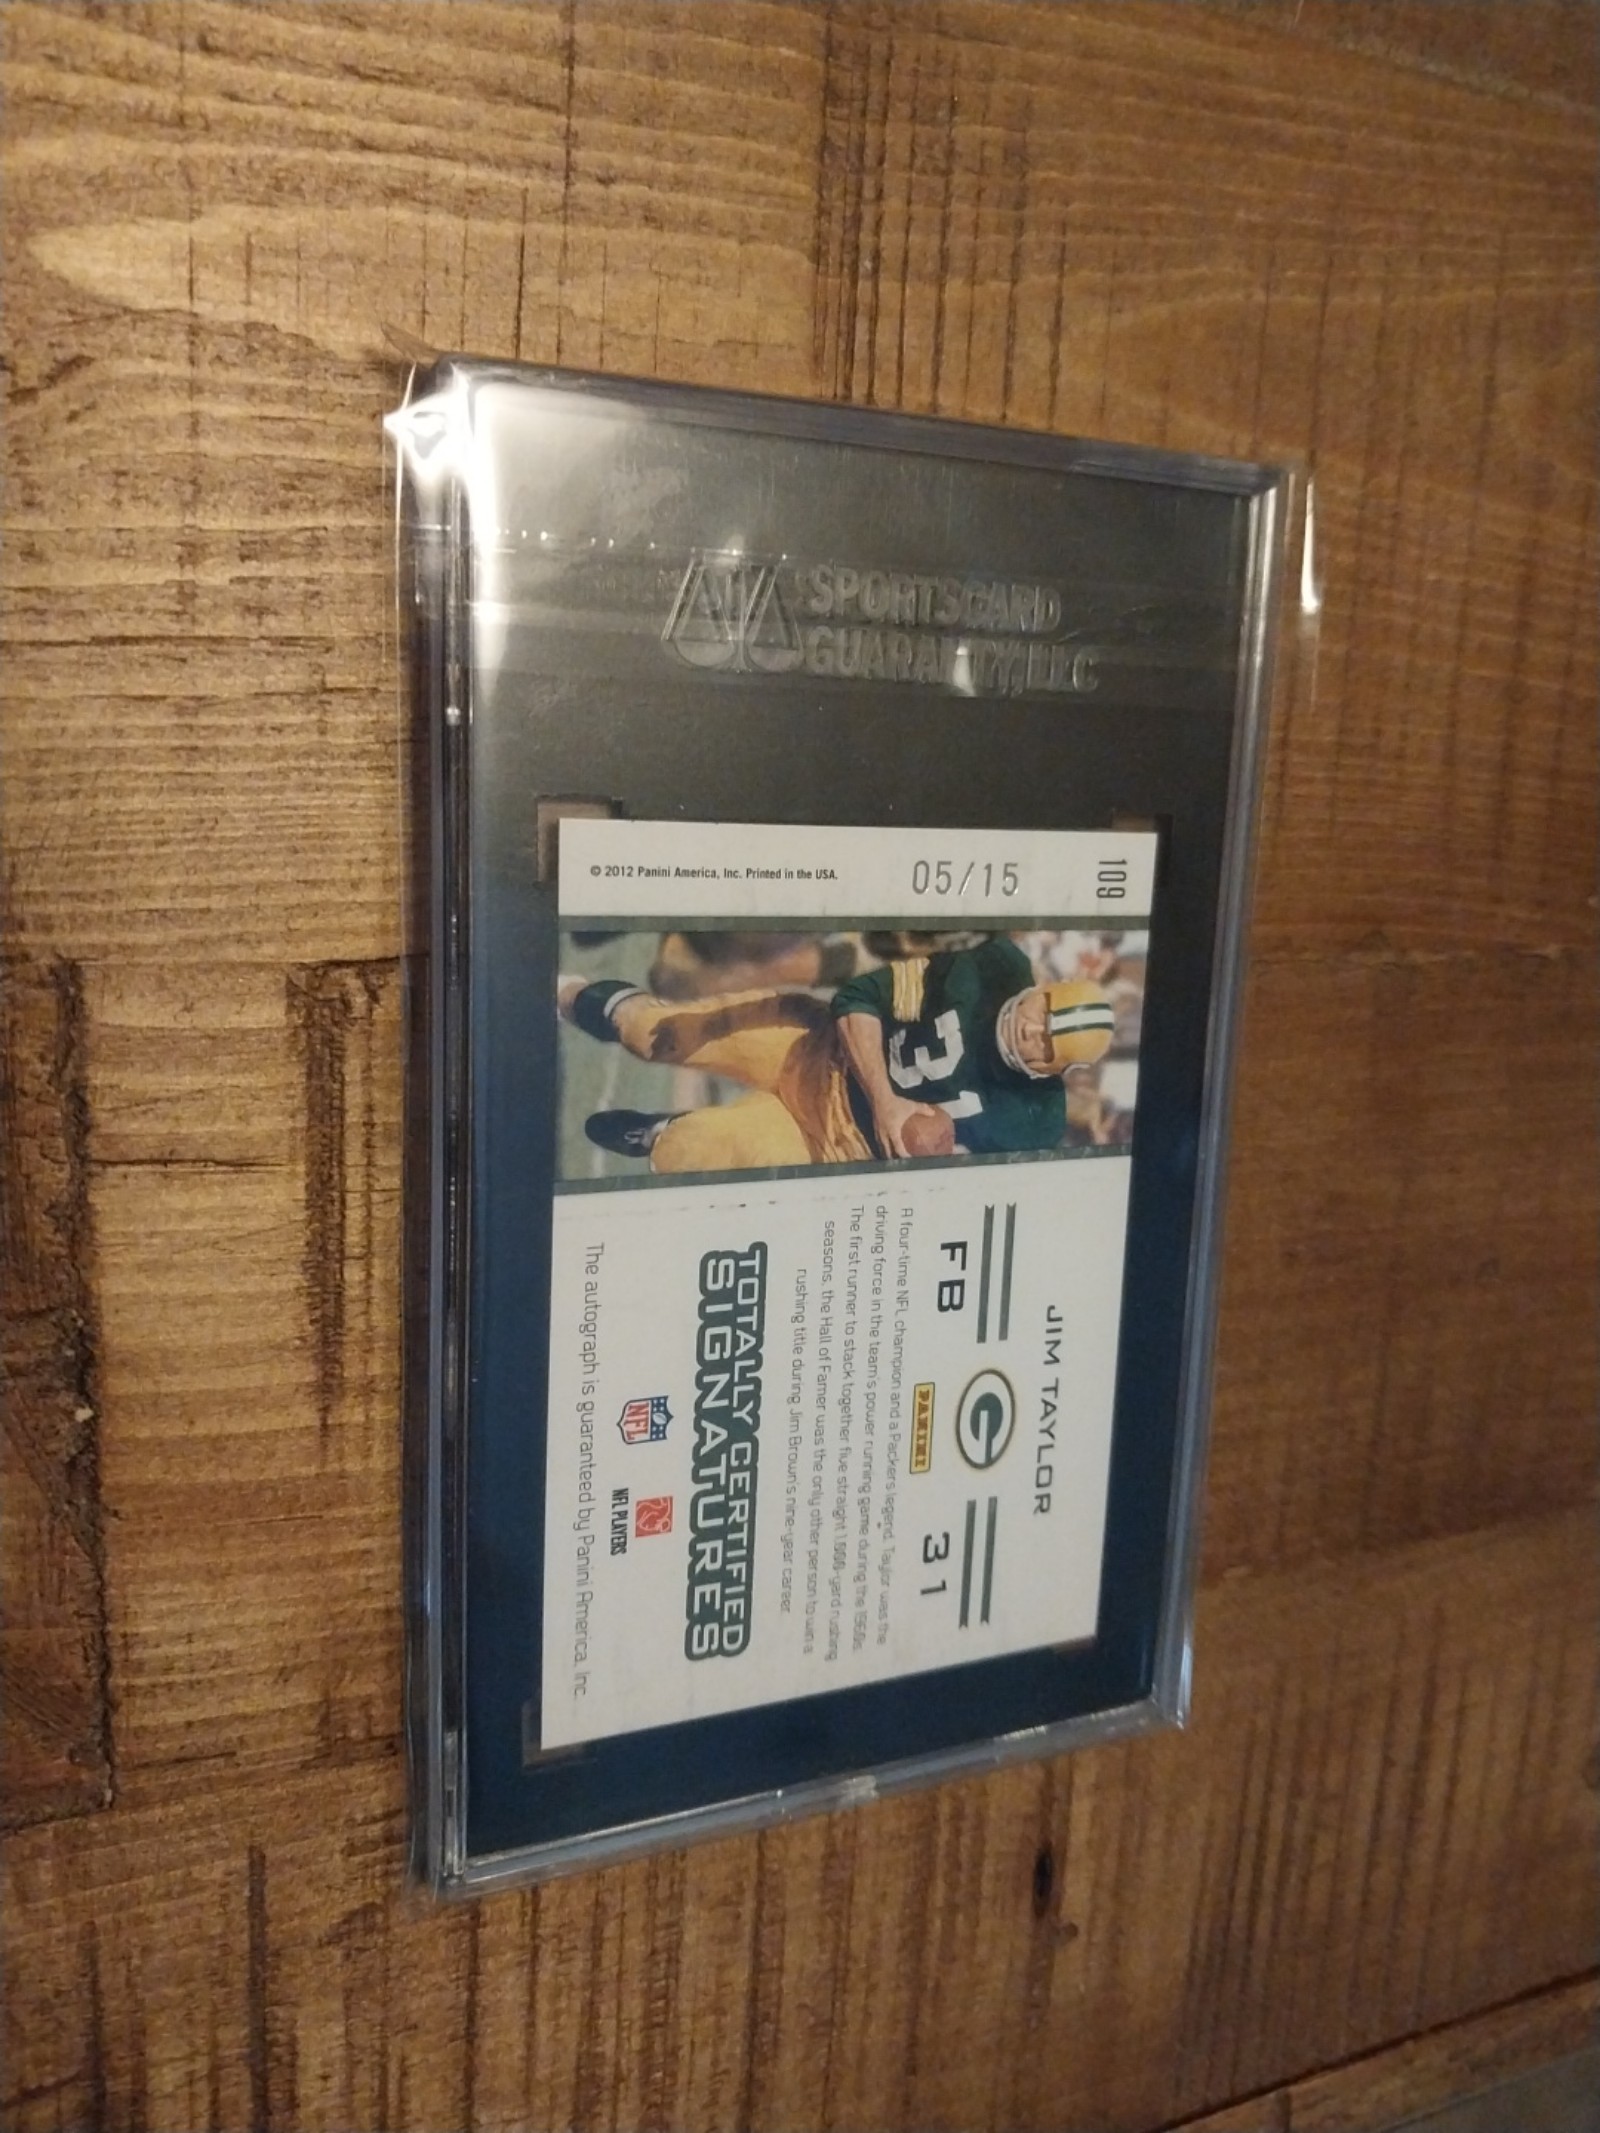 SPORTSCARD
GUARANTY, LLC
109
05/15
© 2012 Panini America, Inc. Printed in the USA.
31
JIM TAYLOR
FB
G
31
PANINI
A four-time NFL champion and a Packers legend, Taylor was the
driving force in the team's power running game during the 1960s.
The first runner to stack together five straight 1,000-yard rushing
seasons, the Hall of Famer was the only other person to win a
rushing title during Jim Brown's nine-year career.
TOTALLY CERTIFIED
SIGNATURES
NFL
NFL PLAYERS
The autograph is guaranteed by Panini America, Inc.